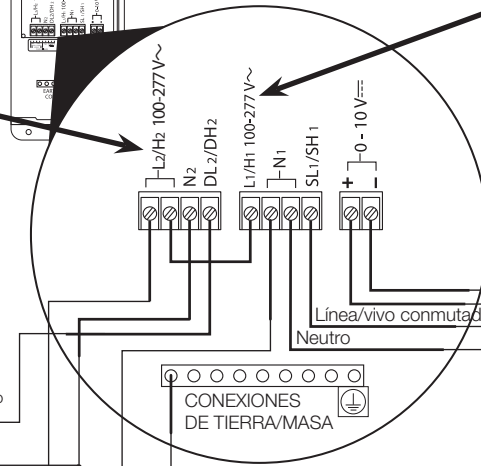 L2/H2 100-277 V~
N2
DL2/DH2
L1/H1 100-277 V~
N1
SL1/SH1
0 - 10 V
+ −
Línea/vivo conmutad
Neutro
CONEXIONES
DE TIERRA/MASA